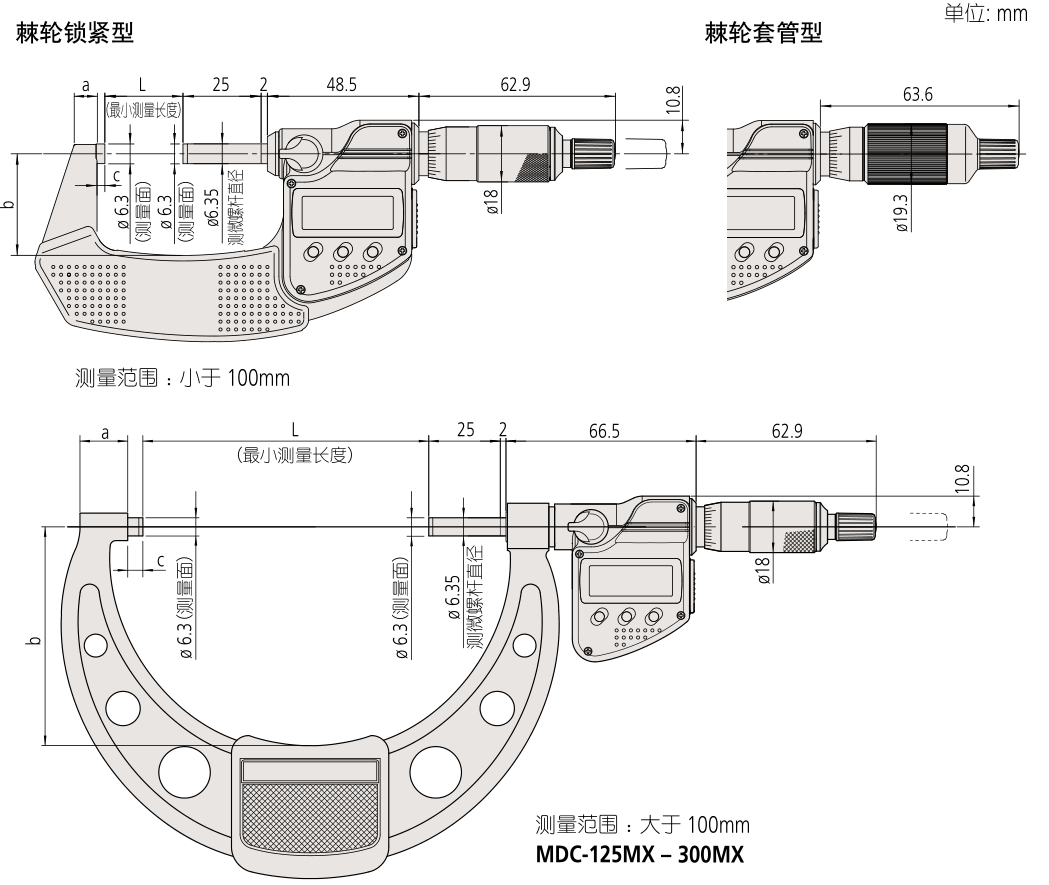 单位: mm
棘轮锁紧型
棘轮套管型
a
L
25
2
48.5
62.9
10.8
(最小测量长度)
c
b
ø 6.3
(测量面)
ø 6.3
(测量面)
ø6.35
测微螺杆直径
ø18
63.6
ø19.3
测量范围：小于 100mm
a
L
25
2
66.5
62.9
10.8
(最小测量长度)
c
b
ø 6.3 (测量面)
ø 6.3 (测量面)
ø 6.35
测微螺杆直径
ø18
测量范围：大于 100mm
MDC-125MX – 300MX